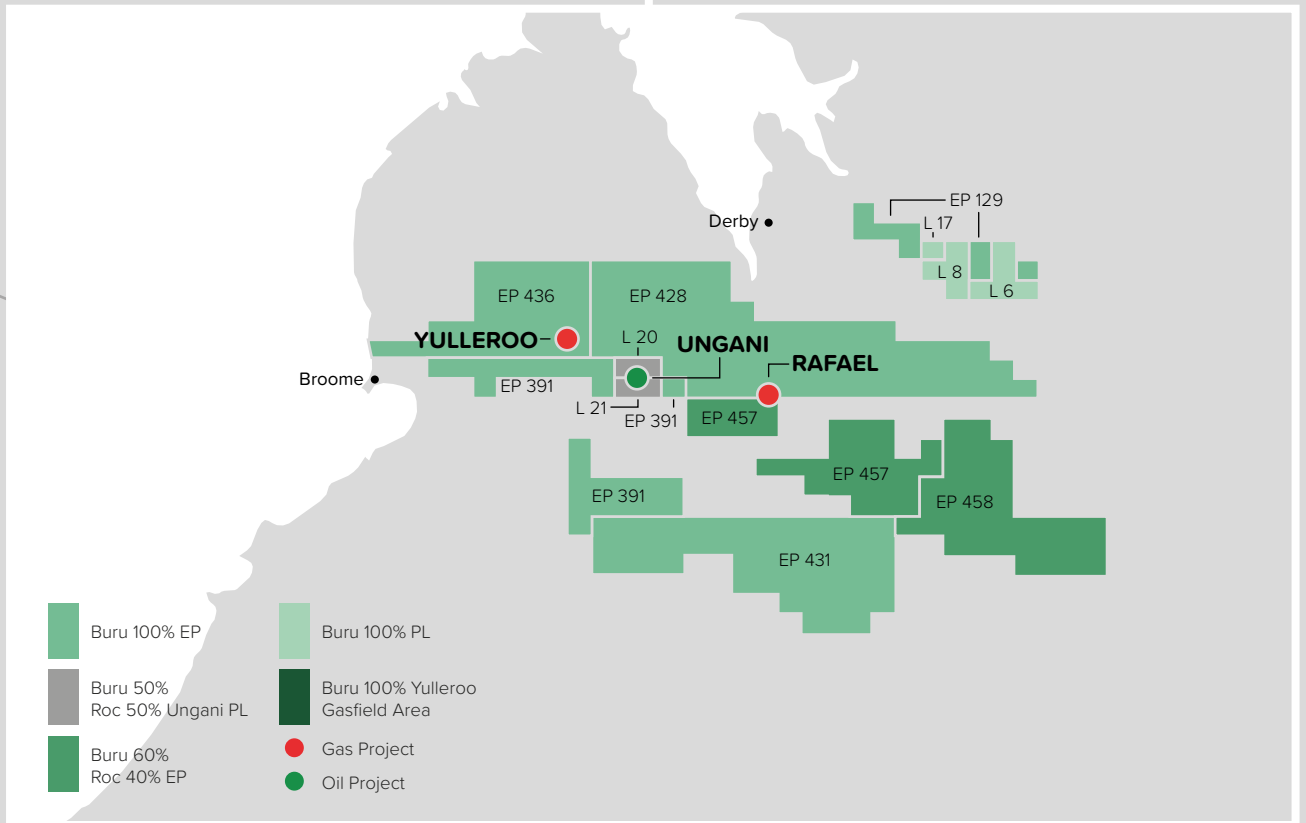 EP 129
L 17
Derby
L 8
L 6
EP 436
EP 428
YULLEROO
L 20
UNGANI
RAFAEL
Broome
EP 391
L 21
EP 391
EP 457
EP 457
EP 391
EP 458
EP 431
Buru 100% EP
Buru 50%
Roc 50% Ungani PL
Buru 60%
Roc 40% EP
Buru 100% PL
Buru 100% Yulleroo
Gasfield Area
Gas Project
Oil Project